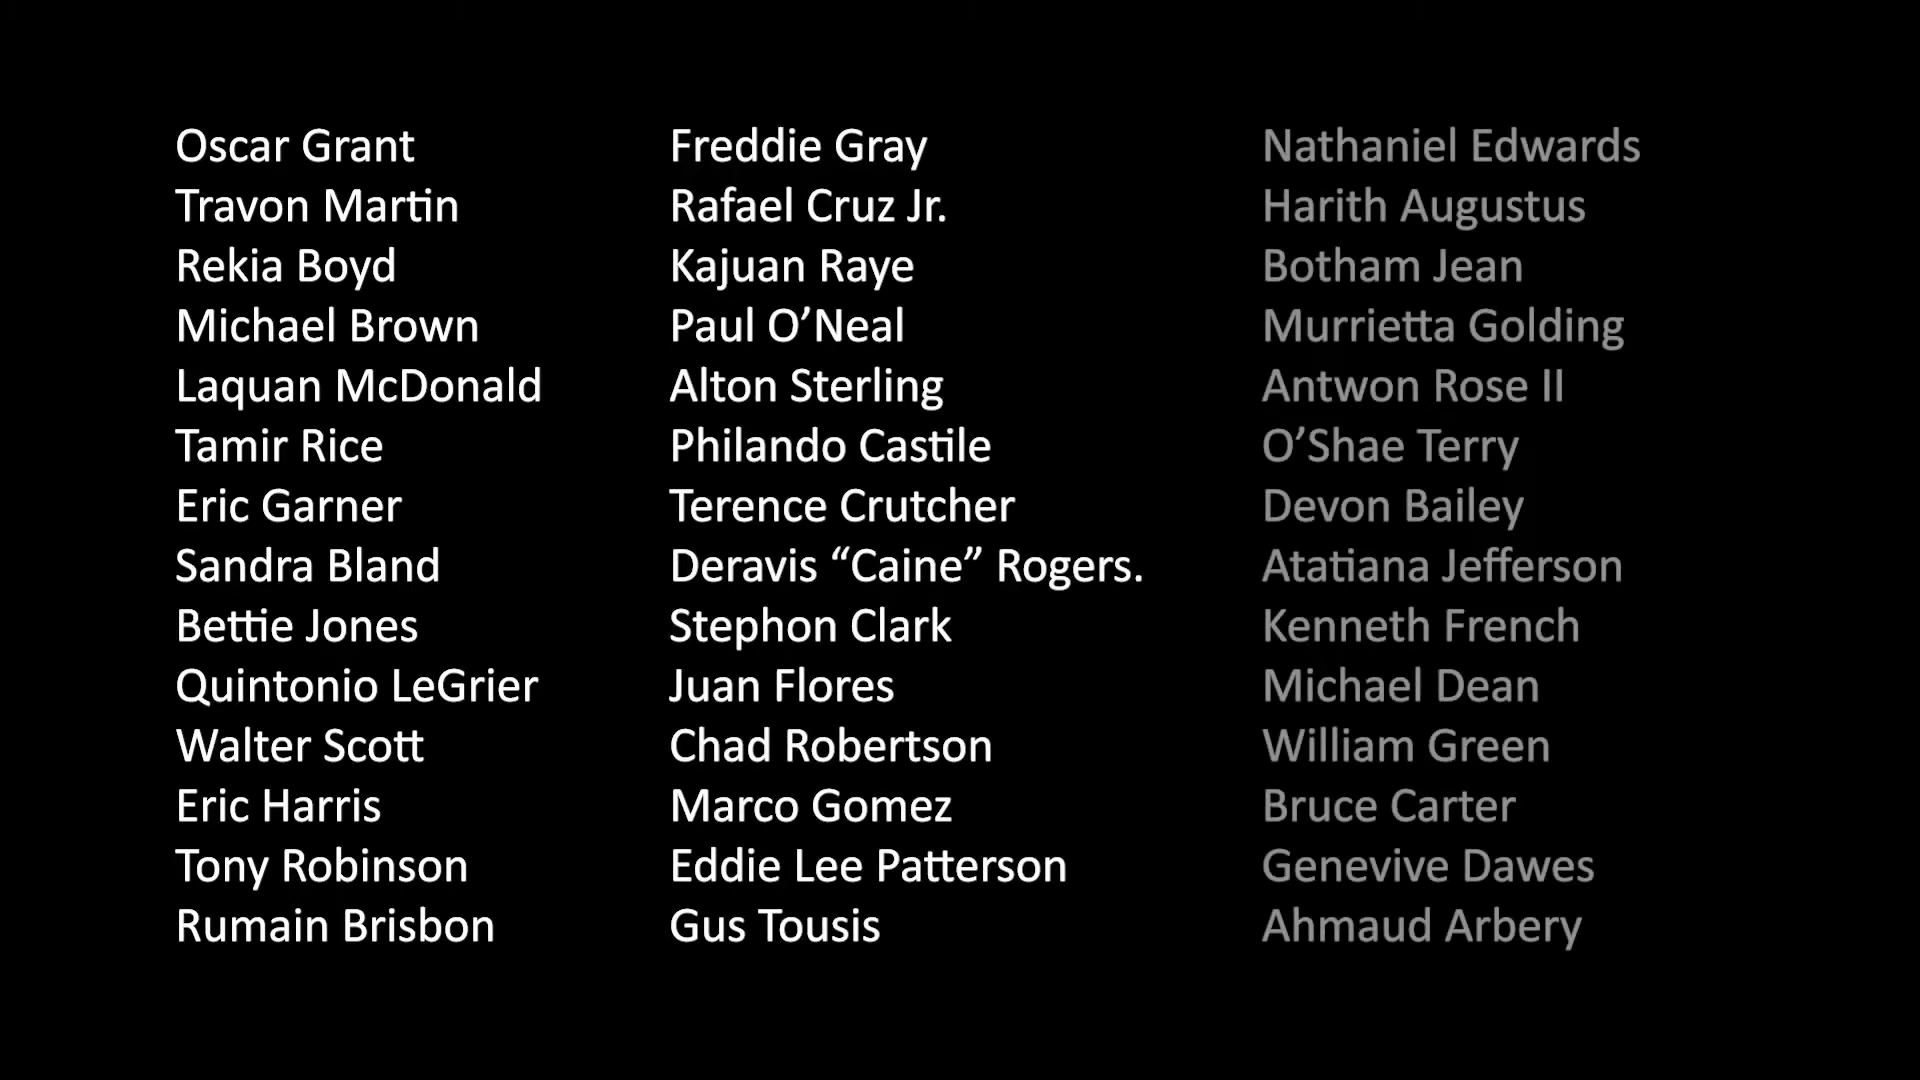 Oscar Grant
Travon Martin
Rekia Boyd
Michael Brown
Laquan McDonald
Tamir Rice
Eric Garner
Sandra Bland
Bettie Jones
Quintonio LeGrier
Walter Scott
Eric Harris
Tony Robinson
Rumain Brisbon
Freddie Gray
Rafael Cruz Jr.
Kajuan Raye
Paul O’Neal
Alton Sterling
Philando Castile
Terence Crutcher
Deravis “Caine” Rogers.
Stephon Clark
Juan Flores
Chad Robertson
Marco Gomez
Eddie Lee Patterson
Gus Tousis
Nathaniel Edwards
Harith Augustus
Botham Jean
Murrietta Golding
Antwon Rose II
O’Shae Terry
Devon Bailey
Atatiana Jefferson
Kenneth French
Michael Dean
William Green
Bruce Carter
Genevive Dawes
Ahmaud Arbery